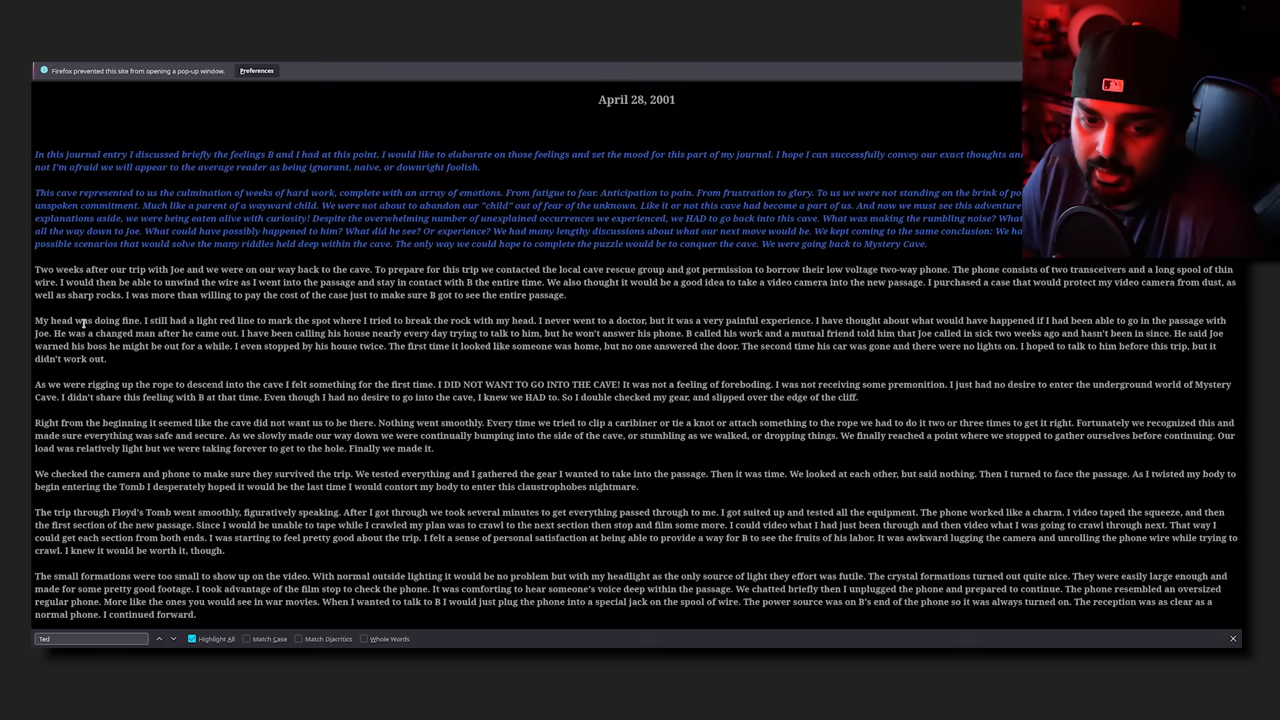 Firefox prevented this site from opening a pop-up window. Preferences
April 28, 2001
In this journal entry I discussed briefly the feelings B and I had at this point. I would like to elaborate on those feelings and set the mood for this part of my journal. I hope I can successfully convey our exact thoughts and
not I'm afraid we will appear to the average reader as being ignorant, naive, or downright foolish.
This cave represented to us the culmination of weeks of hard work, complete with an array of emotions. From fatigue to fear. Anticipation to pain. From frustration to glory. To us we were not standing on the brink of
unspoken commitment. Much like a parent of a wayward child. We were not about to abandon our "child" out of fear of the unknown. Like it or not this cave had become a part of us. And now we must see this adventure
explanations aside, we were being eaten alive with curiosity! Despite the overwhelming number of unexplained occurrences we experienced, we HAD to go back into this cave. What was making the rumbling noise?
all the way down to Joe. What could have possibly happened to him? What did he see? Or experience? We had many lengthy discussions about what our next move would be. We kept coming to the same conclusion: We
possible scenarios that would solve the many riddles held deep within the cave. The only way we could hope to complete the puzzle would be to conquer the cave. We were going back to Mystery Cave.
Two weeks after our trip with Joe and we were on our way back to the cave. To prepare for this trip we contacted the local cave rescue group and got permission to borrow their low voltage two-way phone. The phone consists of two transceivers and a long spool of thin
wire. I would then be able to unwind the wire as I went into the passage and stay in contact with B the entire time. We also thought it would be a good idea to take a video camera on this adventure. I purchased a case that would protect my video camera from dust, as
well as sharp rocks. I was more than willing to pay the cost of the case just to make sure B got to see the entire passage.
My head was doing fine. I still had a light red line to mark the spot where I tried to break the rock with my head. I never went to a doctor, but it was a very painful experience. I have thought about what would have happened if I had been able to go in the passage with
Joe. He was a changed man after he came out. I have been calling his house nearly every day trying to talk to him, but he won't answer his phone. B called his work and a mutual friend told him that Joe called in sick two weeks ago and hasn't been in since. He said Joe
warned his boss he might be out for a while. I even stopped by his house twice. The first time it looked like someone was home, but no one answered the door. The second time his car was gone and there were no lights on. I hoped to talk to him before this trip, but it
didn't work out.
As we were rigging up the rope to descend into the cave I felt something for the first time. I DID NOT WANT TO GO INTO THE CAVE! It was not a feeling of foreboding. I was not receiving some premonition. I just had no desire to enter the underground world of Mystery
Cave. I didn't share this feeling with B at that time. Even though I had no desire to go into the cave, I knew we HAD to. So I double checked my gear, and slipped over the edge of the cliff.
Right from the beginning it seemed like the cave did not want us to be there. Nothing went smoothly. Every time we tried to clip a caribiner or tie a knot or attach something to the rope we had to do it two or three times to get it right. Fortunately we recognized this and
made sure everything was safe and secure. As we slowly made our way down we were continually bumping into the side of the cave, or stumbling as we walked, or dropping things. We finally reached a point where we stopped to gather ourselves before continuing. Our
load was relatively light but we were taking forever to get to the hole. Finally we made it.
We checked the camera and phone to make sure they survived the trip. We tested everything and I gathered the gear I wanted to take into the passage. Then it was time. We looked at each other, but said nothing. Then I turned to face the passage. As I twisted my body to
begin entering the Tomb I desperately hoped it would be the last time I would contort my body to enter this claustrophobes nightmare.
The trip through Floyd's Tomb went smoothly, figuratively speaking. After I got through we took several minutes to get everything passed through to me. I got suited up and tested all the equipment. The phone worked like a charm. I video taped the squeeze, and then
the first section of the new passage. Since I would be unable to tape while I crawled my plan was to crawl to the next section then stop and film some more. I could video what I had just been through and then video what I was going to crawl through next. That way I
could get each section from both ends. I was starting to feel pretty good about the trip. I felt a sense of personal satisfaction at being able to provide a way for B to see the fruits of his labor. It was awkward lugging the camera and unrolling the phone wire while trying to
crawl. I knew it would be worth it, though.
The small formations were too small to show up on the video. With normal outside lighting it would be no problem but with my headlight as the only source of light they effort was futile. The crystal formations turned out quite nice. They were easily large enough and
made for some pretty good footage. I took advantage of the film stop to check the phone. It was comforting to hear someone's voice deep within the passage. We chatted briefly then I unplugged the phone and prepared to continue. The phone resembled an oversized
regular phone. More like the ones you would see in war movies. When I wanted to talk to B I would just plug the phone into a special jack on the spool of wire. The power source was on B's end of the phone so it was always turned on. The reception was as clear as a
normal phone. I continued forward.
Ted Highlight All Match Case Match Diacritics Whole Words